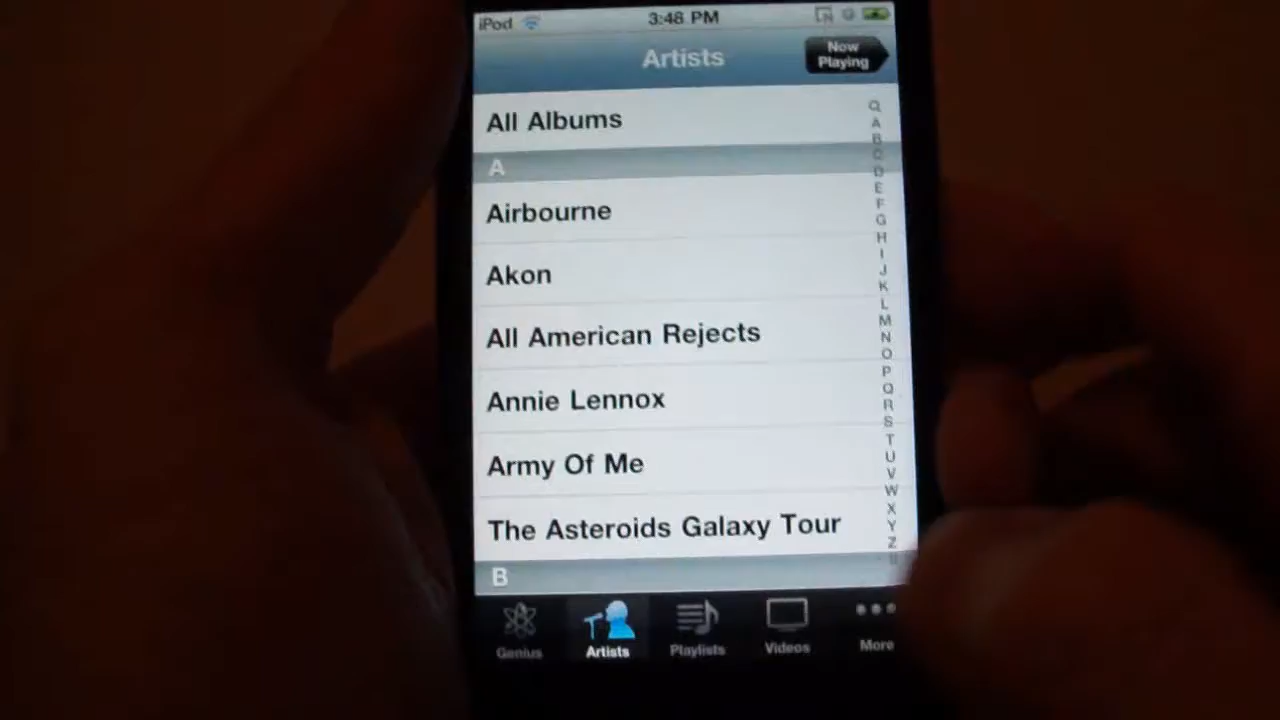 iPod 3:48 PM
Artists
Now
Playing
All Albums
A
Airbourne
Akon
All American Rejects
Annie Lennox
Army Of Me
The Asteroids Galaxy Tour
B
A
B
C
D
E
F
G
H
I
J
K
L
M
N
O
P
Q
R
S
T
U
V
W
X
Y
Z
Genius Artists Playlists Videos More